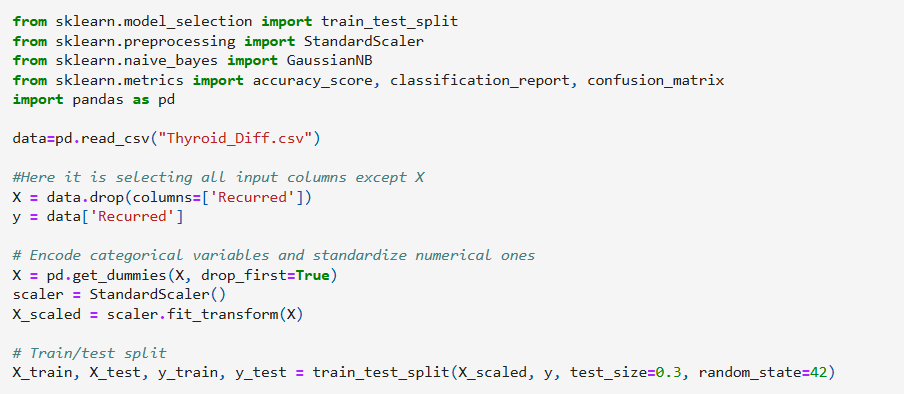 from sklearn.model_selection import train_test_split
from sklearn.preprocessing import StandardScaler
from sklearn.naive_bayes import GaussianNB
from sklearn.metrics import accuracy_score, classification_report, confusion_matrix
import pandas as pd
data=pd.read_csv("Thyroid_Diff.csv")
#Here it is selecting all input columns except X
X = data.drop(columns=['Recurred'])
y = data['Recurred']
# Encode categorical variables and standardize numerical ones
X = pd.get_dummies(X, drop_first=True)
scaler = StandardScaler()
X_scaled = scaler.fit_transform(X)
# Train/test split
X_train, X_test, y_train, y_test = train_test_split(X_scaled, y, test_size=0.3, random_state=42)